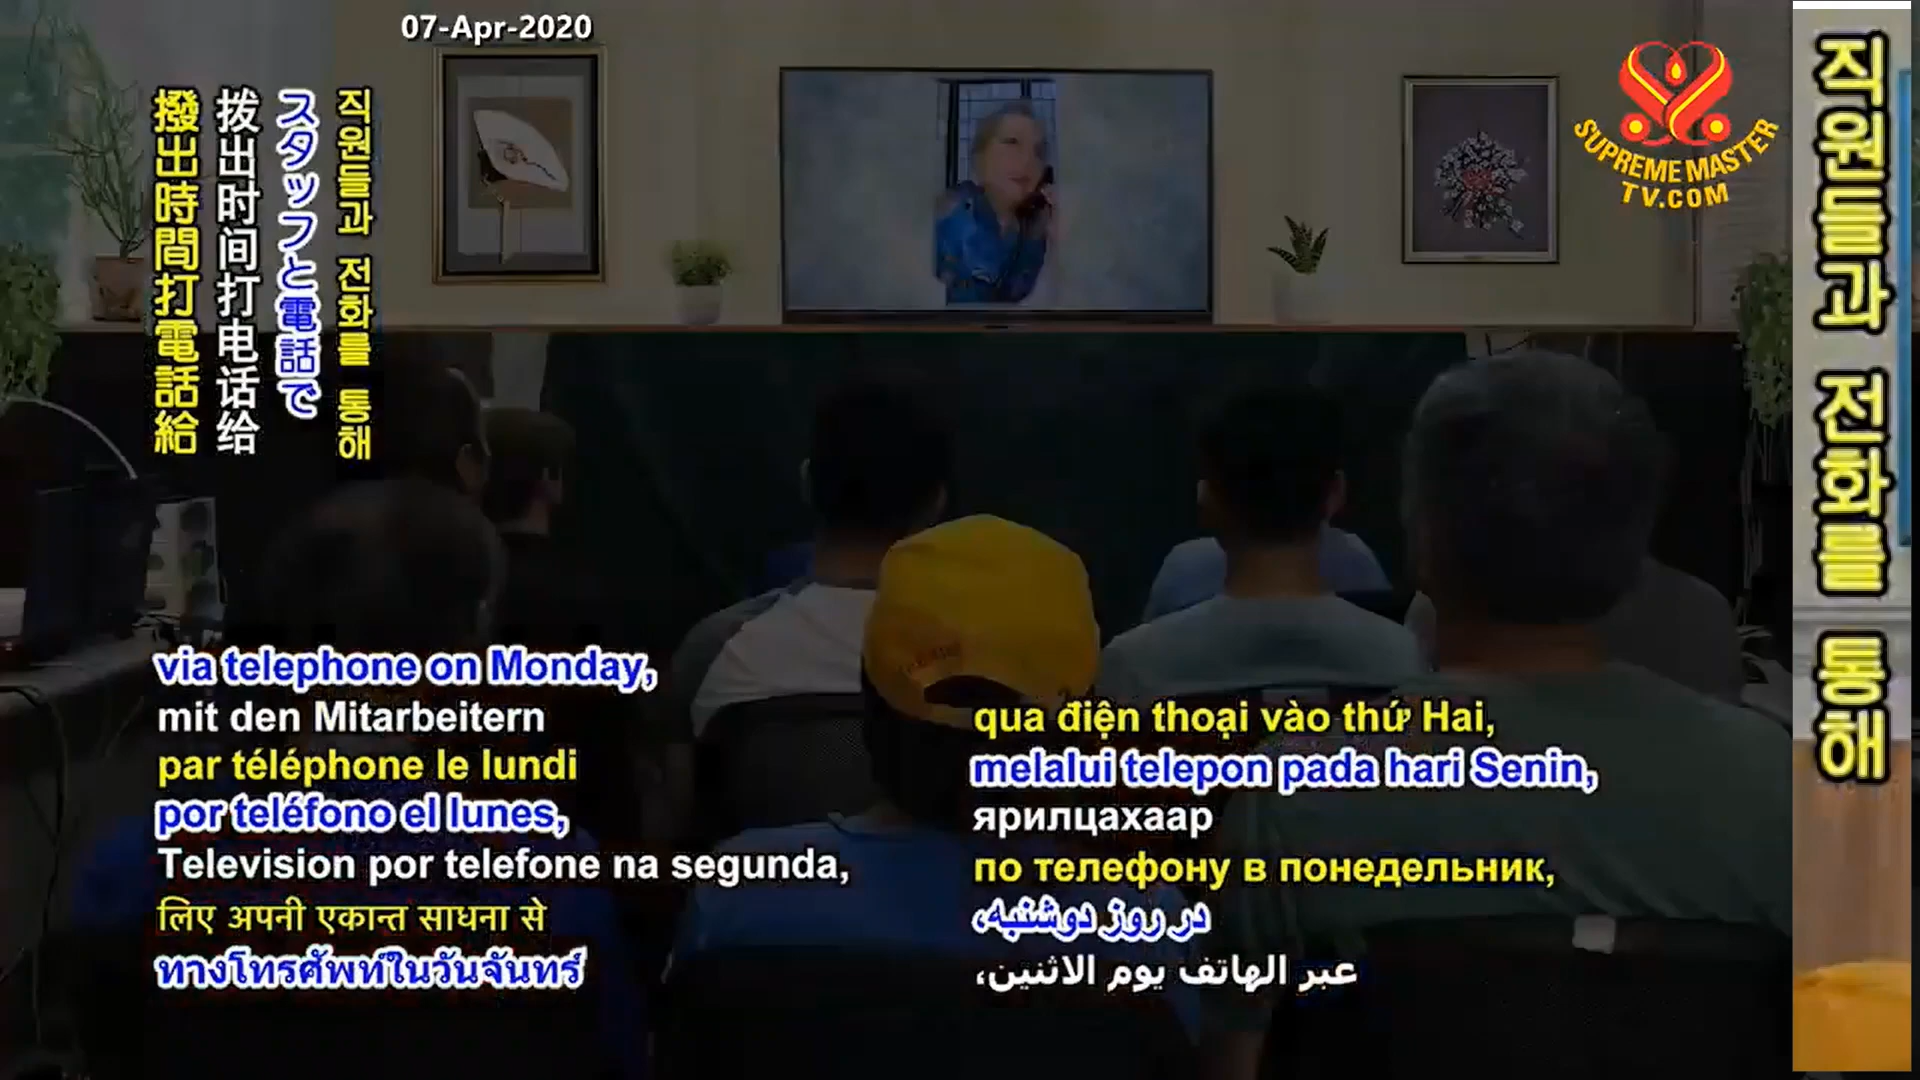 07-Apr-2020
撥出時間打電話給
拨出时间打电话给
スタッフと電話で
직원들과 전화를 통해
SUPREME MASTER
TV.COM
직원들과 전화를 통해
via telephone on Monday,
mit den Mitarbeitern
par téléphone le lundi
por teléfono el lunes,
Television por telefone na segunda,
लिए अपनी एकान्त साधना से
ทางโทรศัพท์ในวันจันทร์
qua điện thoại vào thứ Hai,
melalui telepon pada hari Senin,
ярилцахаар
по телефону в понедельник,
در روز دوشنبه،
عبر الهاتف يوم الاثنين،